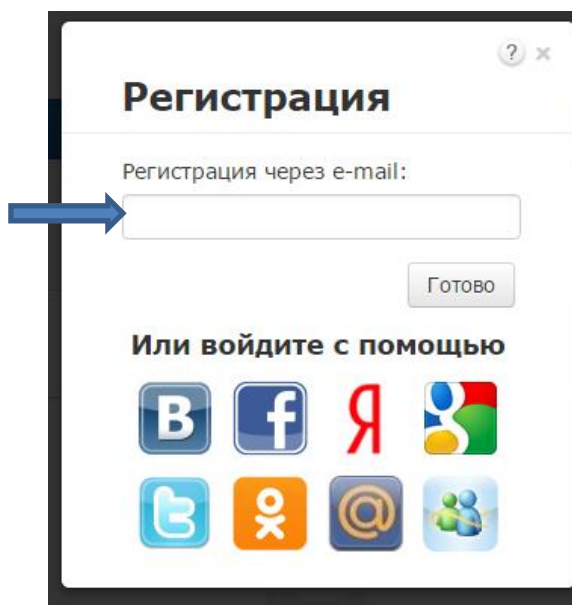 ?
Регистрация
Регистрация через e-mail:
Готово
Или войдите с помощью
В f Я g
t @